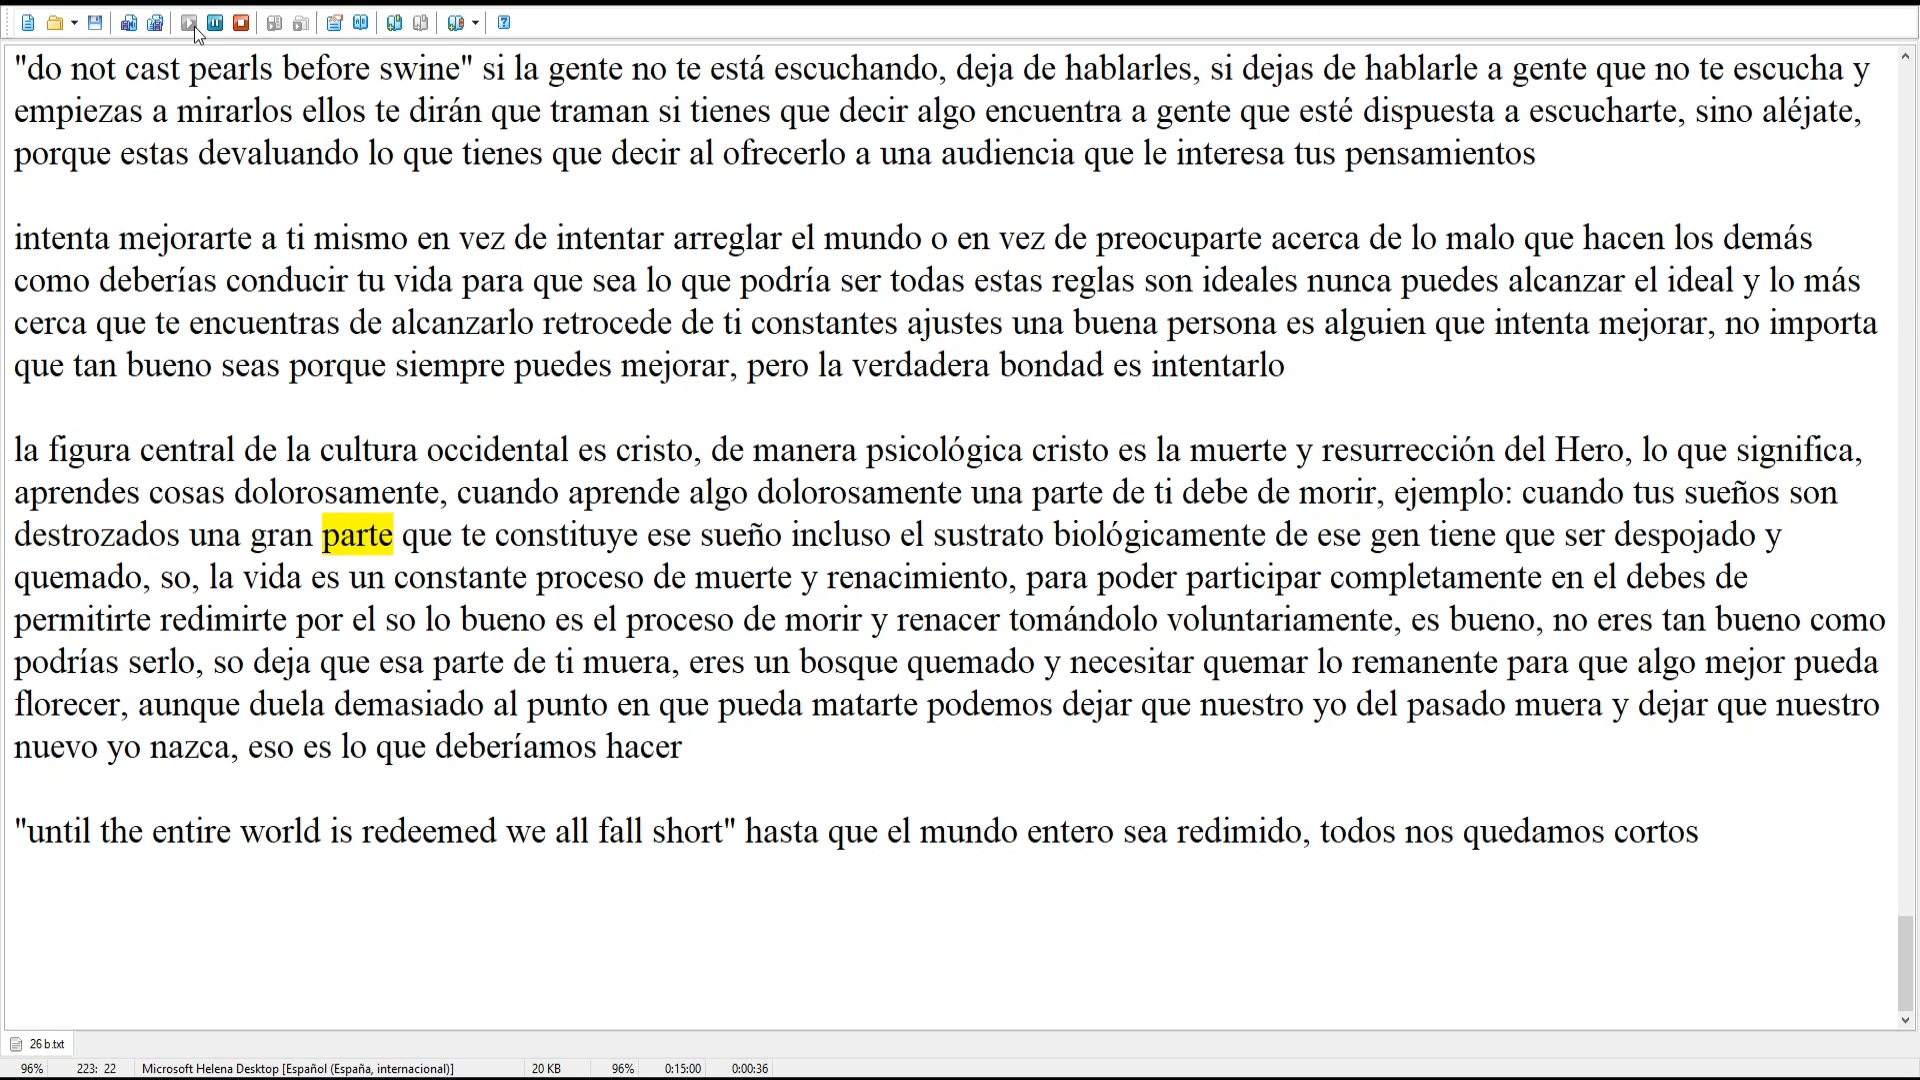 "do not cast pearls before swine" si la gente no te está escuchando, deja de hablarles, si dejas de hablarle a gente que no te escucha y
empiezas a mirarlos ellos te dirán que traman si tienes que decir algo encuentra a gente que esté dispuesta a escucharte, sino aléjate,
porque estas devaluando lo que tienes que decir al ofrecerlo a una audiencia que le interesa tus pensamientos
intenta mejorarte a ti mismo en vez de intentar arreglar el mundo o en vez de preocuparte acerca de lo malo que hacen los demás
como deberías conducir tu vida para que sea lo que podría ser todas estas reglas son ideales nunca puedes alcanzar el ideal y lo más
cerca que te encuentras de alcanzarlo retrocede de ti constantes ajustes una buena persona es alguien que intenta mejorar, no importa
que tan bueno seas porque siempre puedes mejorar, pero la verdadera bondad es intentarlo
la figura central de la cultura occidental es cristo, de manera psicológica cristo es la muerte y resurrección del Hero, lo que significa,
aprendes cosas dolorosamente, cuando aprende algo dolorosamente una parte de ti debe de morir, ejemplo: cuando tus sueños son
destrozados una gran parte que te constituye ese sueño incluso el sustrato biológicamente de ese gen tiene que ser despojado y
quemado, so, la vida es un constante proceso de muerte y renacimiento, para poder participar completamente en el debes de
permitirte redimirte por el so lo bueno es el proceso de morir y renacer tomándolo voluntariamente, es bueno, no eres tan bueno como
podrías serlo, so deja que esa parte de ti muera, eres un bosque quemado y necesitar quemar lo remanente para que algo mejor pueda
florecer, aunque duela demasiado al punto en que pueda matarte podemos dejar que nuestro yo del pasado muera y dejar que nuestro
nuevo yo nazca, eso es lo que deberíamos hacer
"until the entire world is redeemed we all fall short" hasta que el mundo entero sea redimido, todos nos quedamos cortos
26 b.txt
96% 223: 22 Microsoft Helena Desktop [Español (España, internacional)] 20 KB 96% 0:15:00 0:00:36